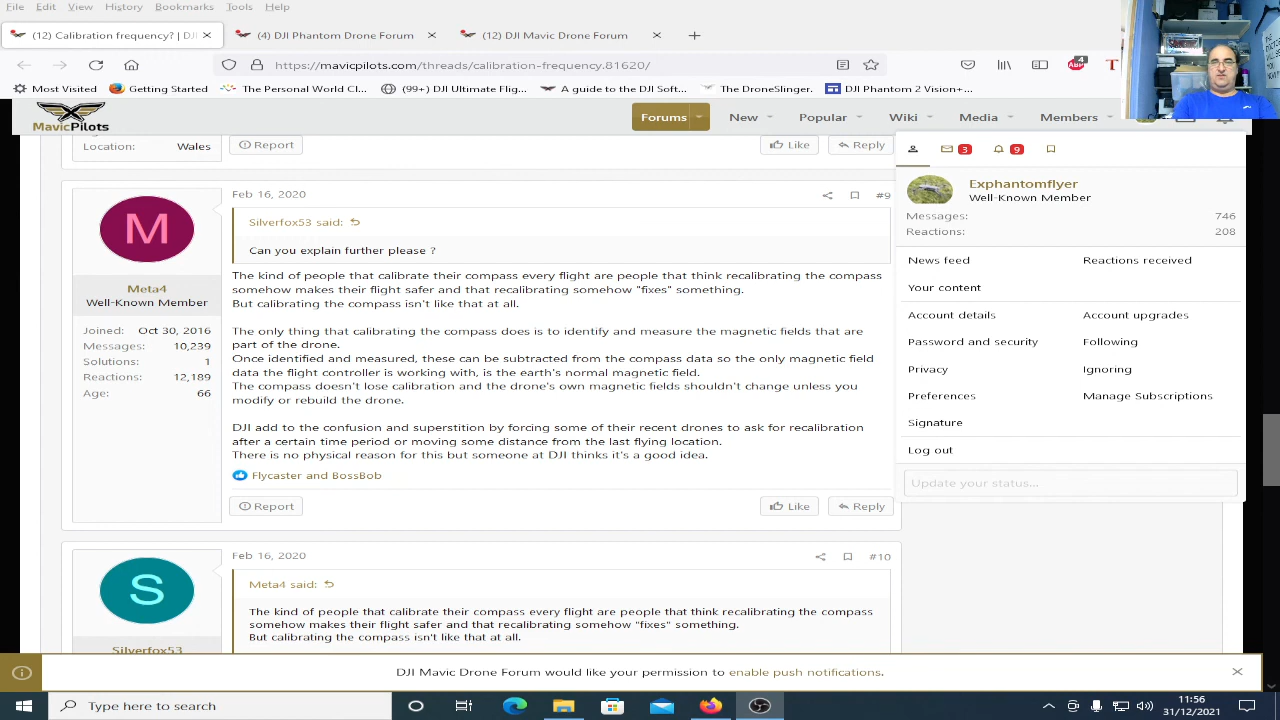 File Edit View History Bookmarks Tools Help
(12) Calibration frequency? | DJI
(4) DJI Phantom Drone Forum
(12) DJI Mavic Drone Forum
https://mavicpilots.com/threads/calibration-frequency.81620/
4
Most Visited
Getting Started
The Personal World Cl...
A guide to the DJI Soft...
The DroneSlinger.
DJI Phantom 2 Vision+...
MavicPilots
Forums
New
Popular
Wiki
Media
Members
Location: Wales
Report
Like
Reply
3
9
Exphantomflyer
Well-Known Member
Messages: 746
Reactions: 208
News feed
Reactions received
Your content
Account details
Account upgrades
Password and security
Following
Privacy
Ignoring
Preferences
Manage Subscriptions
Signature
Log out
Update your status...
M
Meta4
Well-Known Member
Joined: Oct 30, 2016
Messages: 10,239
Solutions: 1
Reactions: 12,189
Age: 66
Feb 16, 2020
#9
Silverfox53 said:
Can you explain further please ?
The kind of people that calibrate their compass every flight are people that think recalibrating the compass
somehow makes their flight safer and that recalibrating somehow "fixes" something.
But calibrating the compass isn't like that at all.
The only thing that calibrating the compass does is to identify and measure the magnetic fields that are
part of the drone.
Once identified and measured, these can be subtracted from the compass data so the only magnetic field
data the flight controller is working with, is the earth's normal magnetic field.
The compass doesn't lose calibration and the drone's own magnetic fields shouldn't change unless you
modify or rebuild the drone.
DJI add to the confusion and superstition by forcing some of their recent drones to ask for recalibration
after a certain time period or moving some distance from the last flying location.
There is no physical reason for this but someone at DJI thinks it's a good idea.
Flycaster and BossBob
Report
Like
Reply
S
Silverfox53
Feb 16, 2020
#10
Meta4 said:
The kind of people that calibrate their compass every flight are people that think recalibrating the compass
somehow makes their flight safer and that recalibrating somehow "fixes" something.
But calibrating the compass isn't like that at all.
DJI Mavic Drone Forum would like your permission to enable push notifications.
Type here to search
11:56
31/12/2021